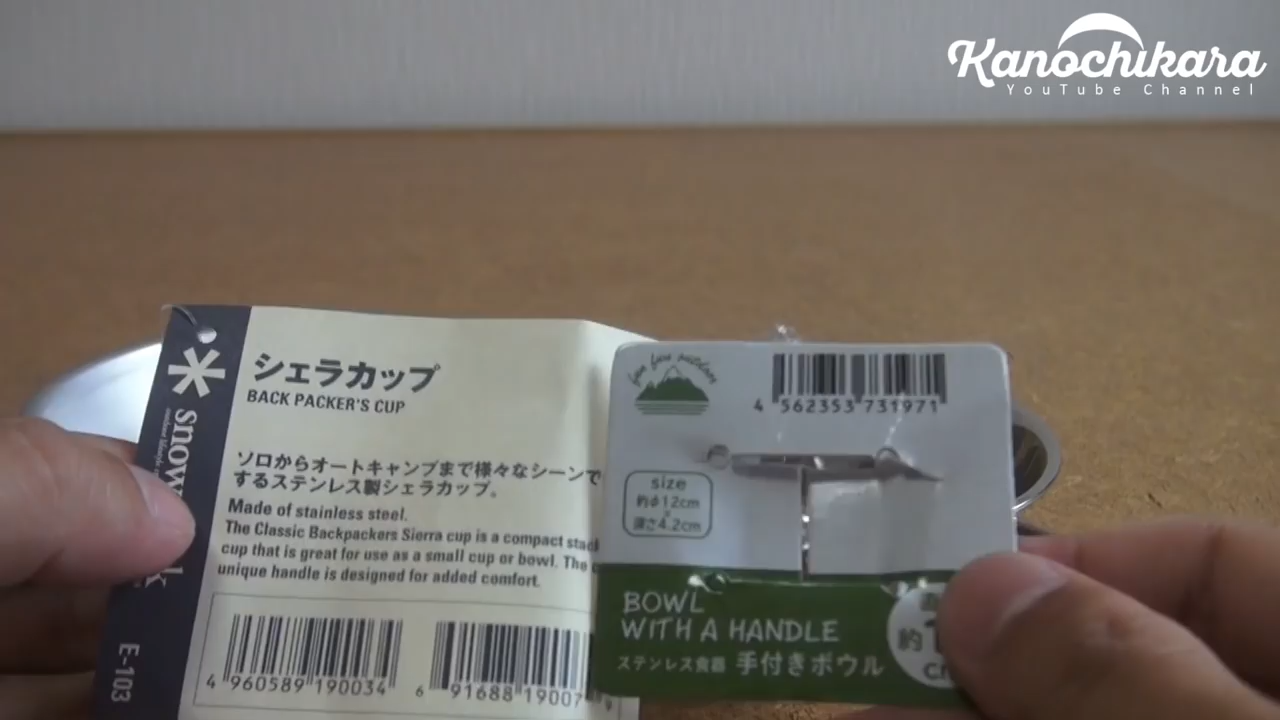 Kanochikara
YouTube Channel
snow
シェラカップ
BACK PACKER'S CUP
ソロからオートキャンプまで様々なシーンで
するステンレス製シェラカップ。
Made of stainless steel.
The Classic Backpackers Sierra cup is a compact
cup that is great for use as a small cup or bowl. The
unique handle is designed for added comfort.
4 960589 190034
6 91688 19007
E-103
4 562353 731971
size
約φ12cm
×
深さ4.2cm
BOWL
WITH A HANDLE
ステンレス食器 手付きボウル
約